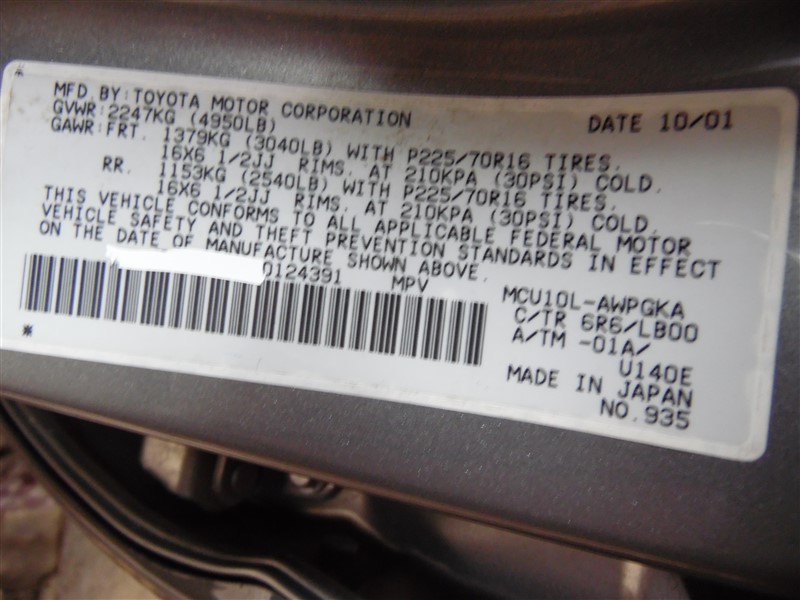 MFD.BY:TOYOTA MOTOR CORPORATION DATE 10/01
GVWR:2247KG (4950LB)
GAWR:FRT. 1379KG (3040LB) WITH P225/70R16 TIRES.
16X6 1/2JJ RIMS, AT 210KPA (30PSI) COLD.
RR. 1153KG (2540LB) WITH P225/70R16 TIRES.
16X6 1/2JJ RIMS, AT 210KPA (30PSI) COLD.
THIS VEHICLE CONFORMS TO ALL APPLICABLE FEDERAL MOTOR
VEHICLE SAFETY AND THEFT PREVENTION STANDARDS IN EFFECT
ON THE DATE OF MANUFACTURE SHOWN ABOVE.
0124391 MPV
MCU10L-AWPGKA
C/TR 6R6/LB00
A/TM -01A/
U140E
MADE IN JAPAN
NO.935